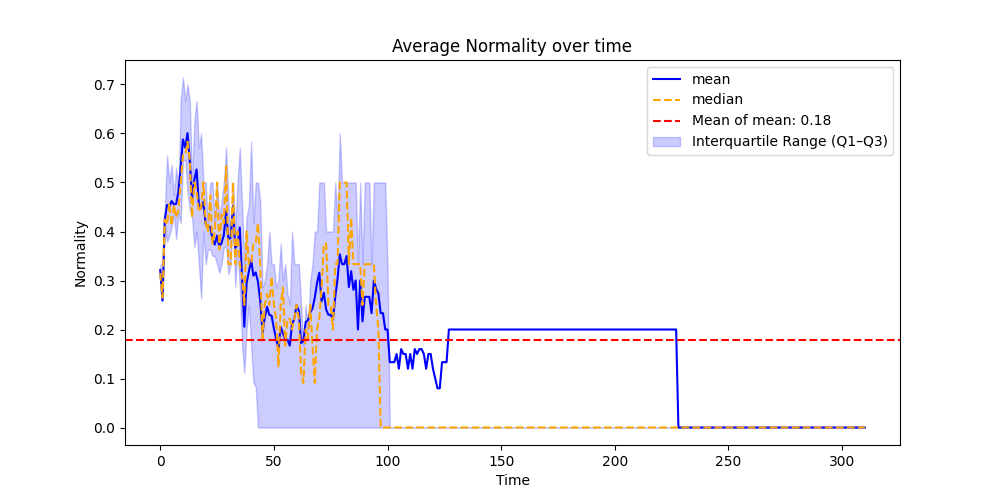 Average Normality over time
mean
median
Mean of mean: 0.18
Interquartile Range (Q1–Q3)
Normality
0.7
0.6
0.5
0.4
0.3
0.2
0.1
0.0
0 50 100 150 200 250 300
Time